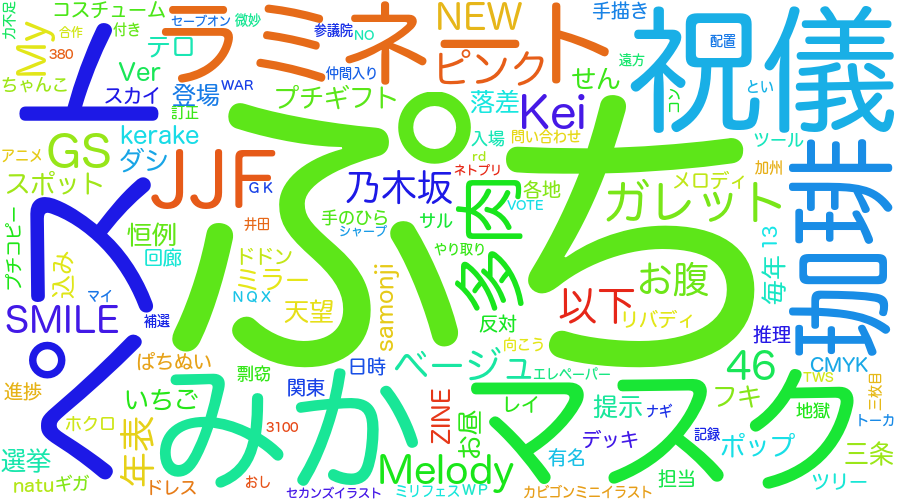 力不足
コスチューム
セーブオン
微妙
ラミネート
NEW
手描き
祝儀
My
合作
付き
380
テロ
参議院
NO
配置
遠方
ちゃんこ
Ver
スカイ
登場
WAR
仲間入り
ピンク
せん
とい
訂正
プチギフト
落差
Kei
コン
kerake
入場
問い合わせ
ツール
アニメ
GS
ダシ
JJF
ぷち
rd
ネトプリ
加州
スポット
GK
乃木坂
肉
各地
メロディ
ガレット
珈琲
VOTE
手のひら
サル
井田
シャープ
恒例
プチコピー
回廊
ドドン
やり取り
多
お腹
毎年
13
込み
ミラー
NQX
天望
samonji
以下
マイ
ペスト
SMILE
補選
反対
リバディ
推理
向こう
ぱちぬい
剽窃
日時
ベージュ
エレペーパー
46
CMYK
TWS
進捗
関東
いちご
みか
マスク
フキ
三枚目
ZINE
レイ
提示
ナギ
地獄
ホクロ
年表
3100
お昼
デッキ
記録
ポップ
トーカ
選挙
Melody
有名
三条
natuギガ
ドレス
おし
担当
ツリー
セカンズイラスト
ミリフェス
WP
カピゴンミニイラスト